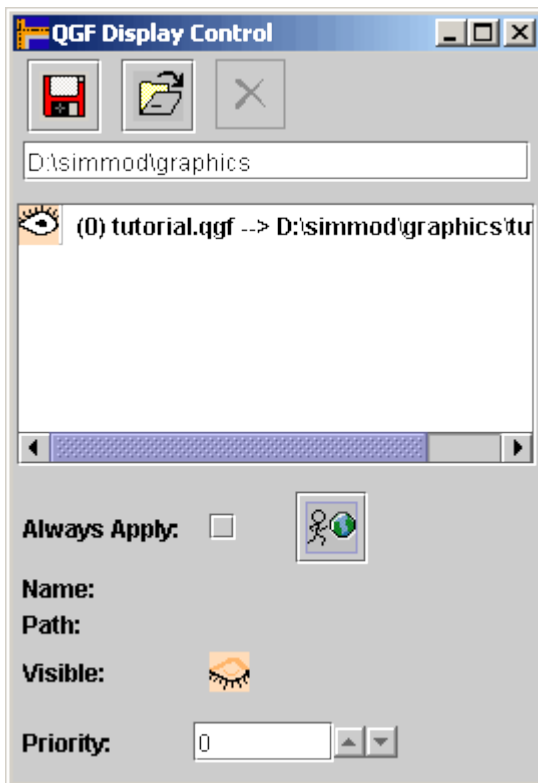 QGF Display Control
D:\simmod\graphics
(0) tutorial.qgf --> D:\simmod\graphics\tu
Always Apply:
Name:
Path:
Visible:
Priority: 0